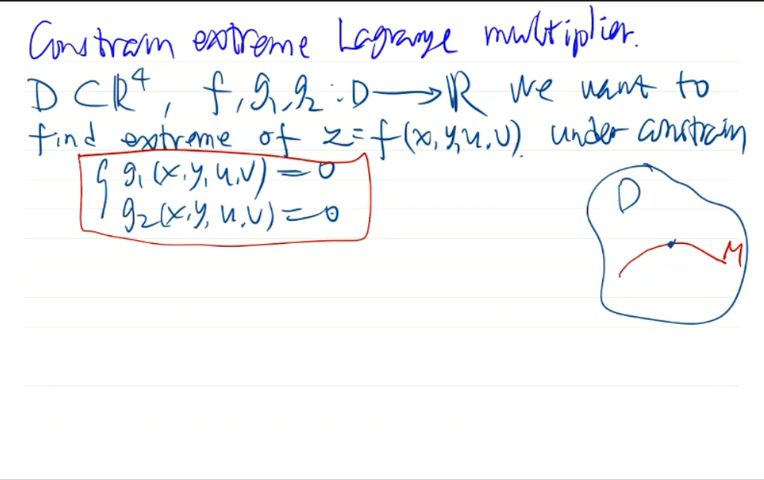 Constrain extreme Lagrange multiplier.
D ⊂ ℝ⁴, f, g₁, g₂ : D → ℝ We want to
find extreme of z = f(x, y, u, v) under constrain
{ g₁(x, y, u, v) = 0
g₂(x, y, u, v) = 0
D
M